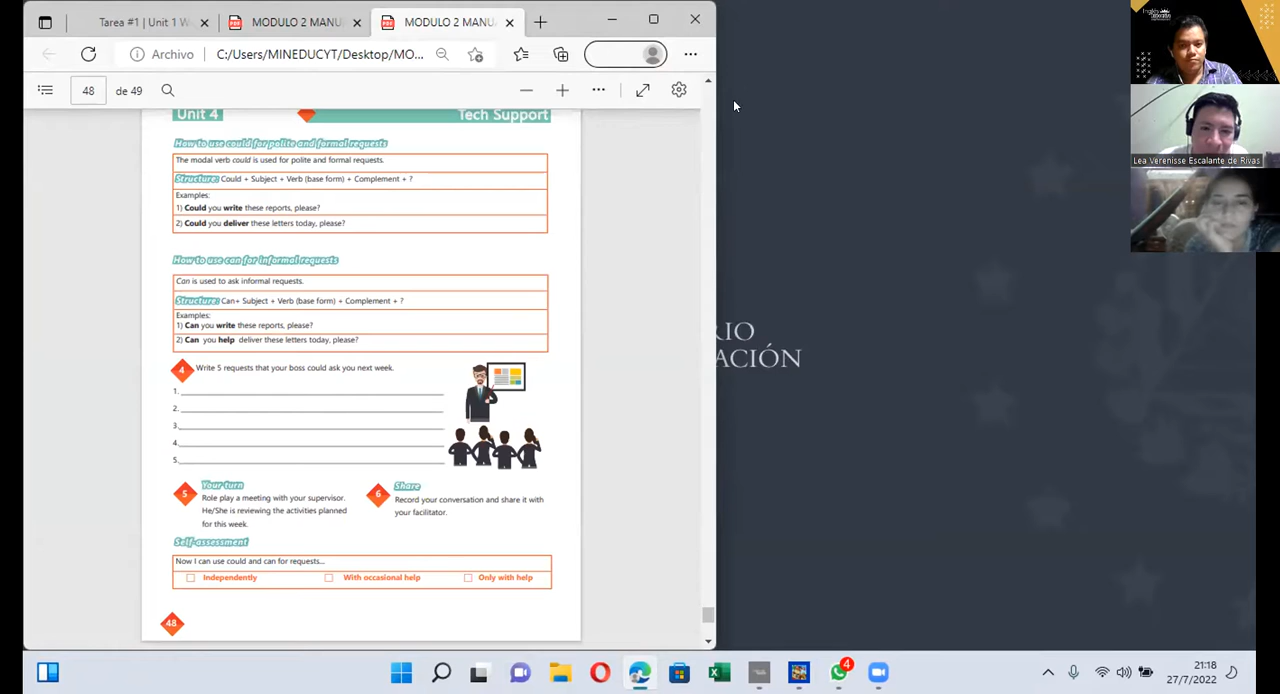 Tarea #1 | Unit 1 W
MODULO 2 MANU
MODULO 2 MANU
Archivo
C:/Users/MINEDUCYT/Desktop/MO...
48 de 49
Unit 4 Tech Support
How to use could for polite and formal requests
The modal verb could is used for polite and formal requests.
Structure: Could + Subject + Verb (base form) + Complement + ?
Examples:
1) Could you write these reports, please?
2) Could you deliver these letters today, please?
How to use can for informal requests
Can is used to ask informal requests.
Structure: Can+ Subject + Verb (base form) + Complement + ?
Examples:
1) Can you write these reports, please?
2) Can you help deliver these letters today, please?
4 Write 5 requests that your boss could ask you next week.
1.
2.
3.
4.
5.
5 Your turn
Role play a meeting with your supervisor.
He/She is reviewing the activities planned
for this week.
6 Share
Record your conversation and share it with
your facilitator.
Self-assessment
Now I can use could and can for requests...
Independently With occasional help Only with help
48
RIO
ACIÓN
Lea Verenisse Escalante de Rivas
4
21:18
27/7/2022